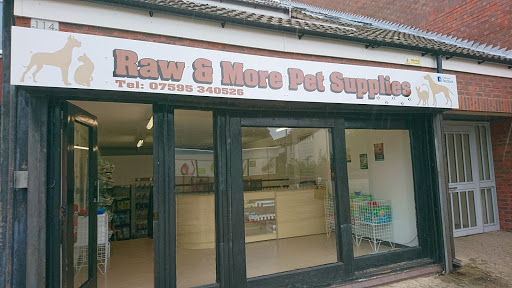 114
Raw & More Pet Supplies
Tel: 07595 340526